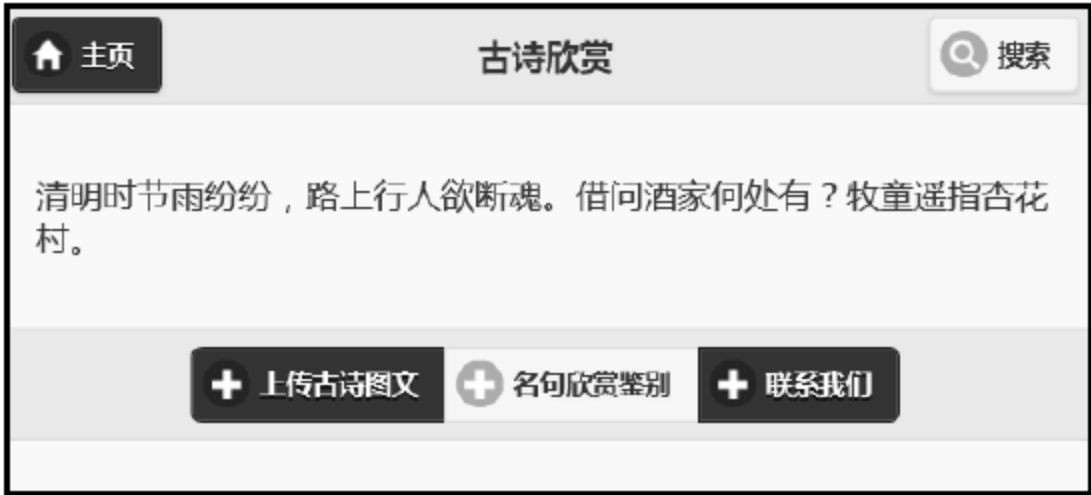 主页 古诗欣赏 搜索
清明时节雨纷纷，路上行人欲断魂。借问酒家何处有？牧童遥指杏花
村。
上传古诗图文 名句欣赏鉴别 联系我们